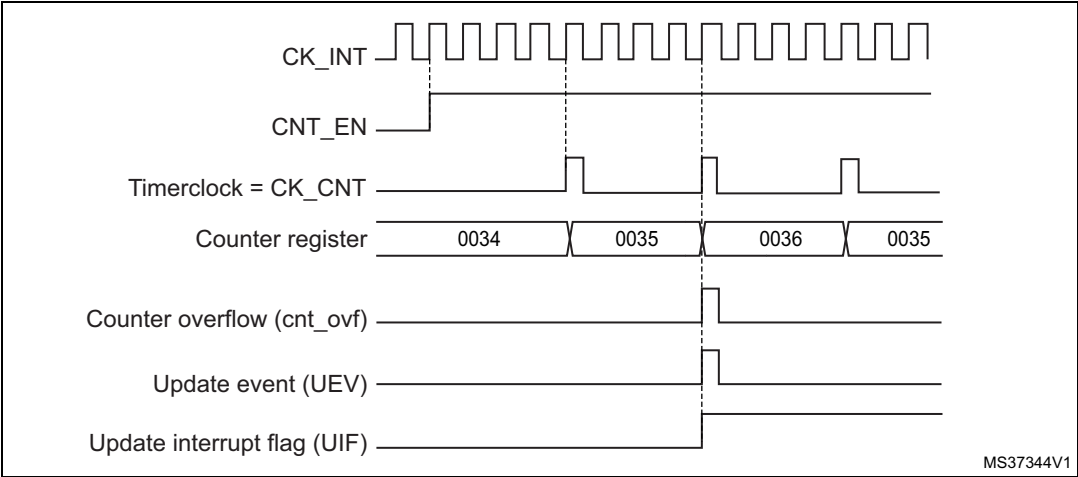 CK_INT
CNT_EN
Timerclock = CK_CNT
Counter register 0034 0035 0036 0035
Counter overflow (cnt_ovf)
Update event (UEV)
Update interrupt flag (UIF)
MS37344V1